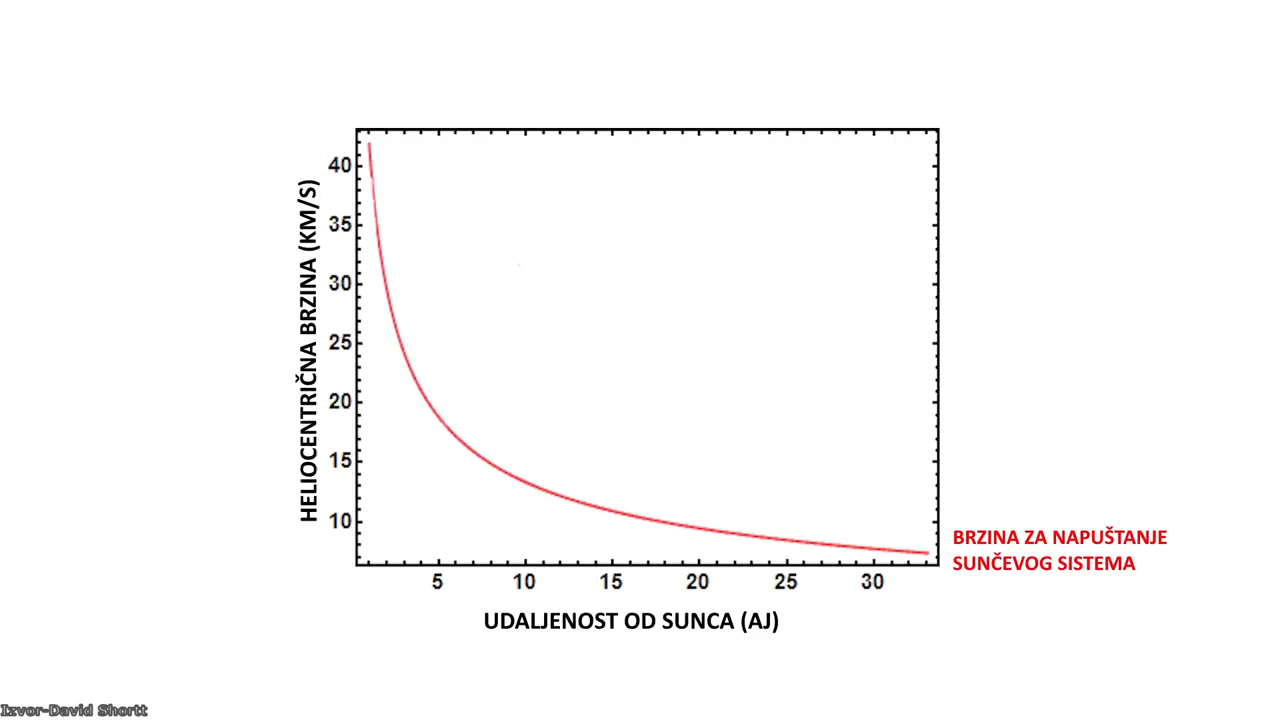 40
35
30
25
20
15
10
HELIOCENTRIČNA BRZINA (KM/S)
5 10 15 20 25 30
UDALJENOST OD SUNCA (AJ)
BRZINA ZA NAPUŠTANJE
SUNČEVOG SISTEMA
Izvor-David Shortt